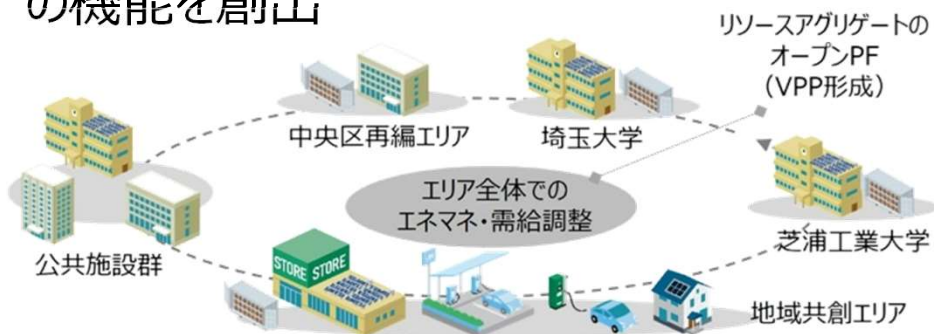 の機能を創出
リソースアグリゲートの
オープンPF
（VPP形成）
中央区再編エリア
埼玉大学
エリア全体での
エネマネ・需給調整
芝浦工業大学
公共施設群
STORE STORE
地域共創エリア